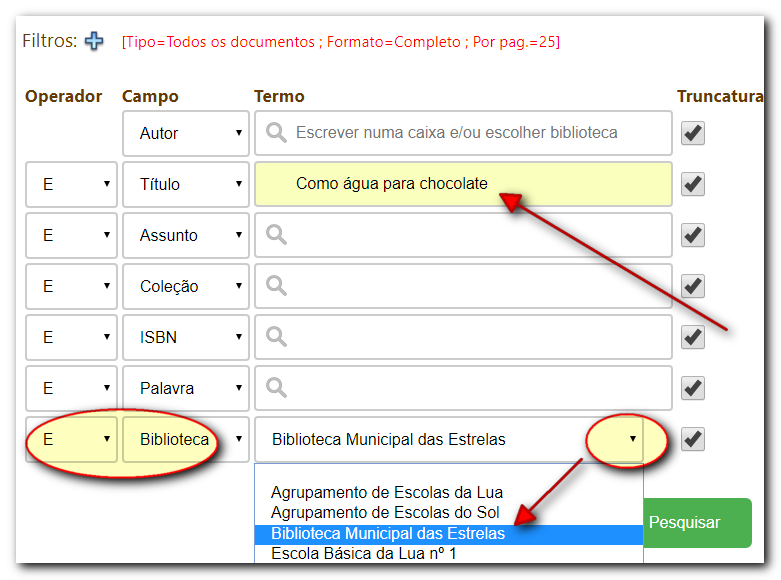 Filtros: [Tipo=Todos os documentos ; Formato=Completo ; Por pag.=25]
Operador Campo Termo Truncatura
Autor Escrever numa caixa e/ou escolher biblioteca
E Título Como água para chocolate
E Assunto
E Coleção
E ISBN
E Palavra
E Biblioteca Biblioteca Municipal das Estrelas
Agrupamento de Escolas da Lua
Agrupamento de Escolas do Sol
Biblioteca Municipal das Estrelas
Pesquisar
Escola Básica da Lua nº 1